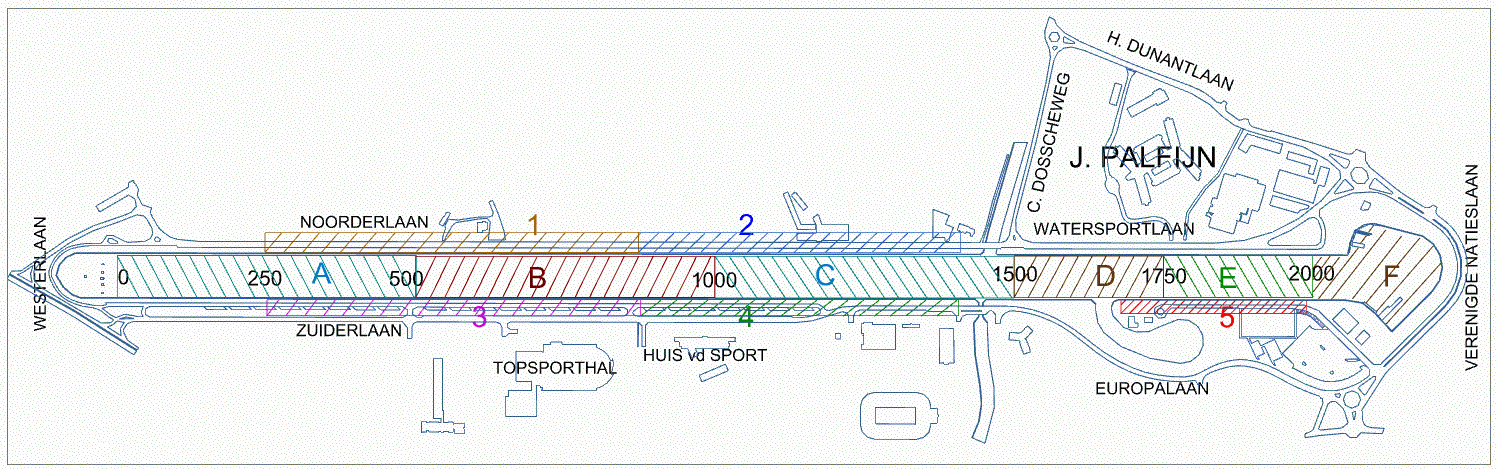 H. DUNANTLAAN
C. DOSSCHEWEG
J. PALFIJN
WESTERLAAN
NOORDERLAAN
1
2
WATERSPORTLAAN
VERENIGDE NATIESLAAN
0
250
A
500
B
1000
C
1500
D
1750
E
2000
F
ZUIDERLAAN
3
4
5
TOPSPORTHAL
HUIS vd SPORT
EUROPALAAN